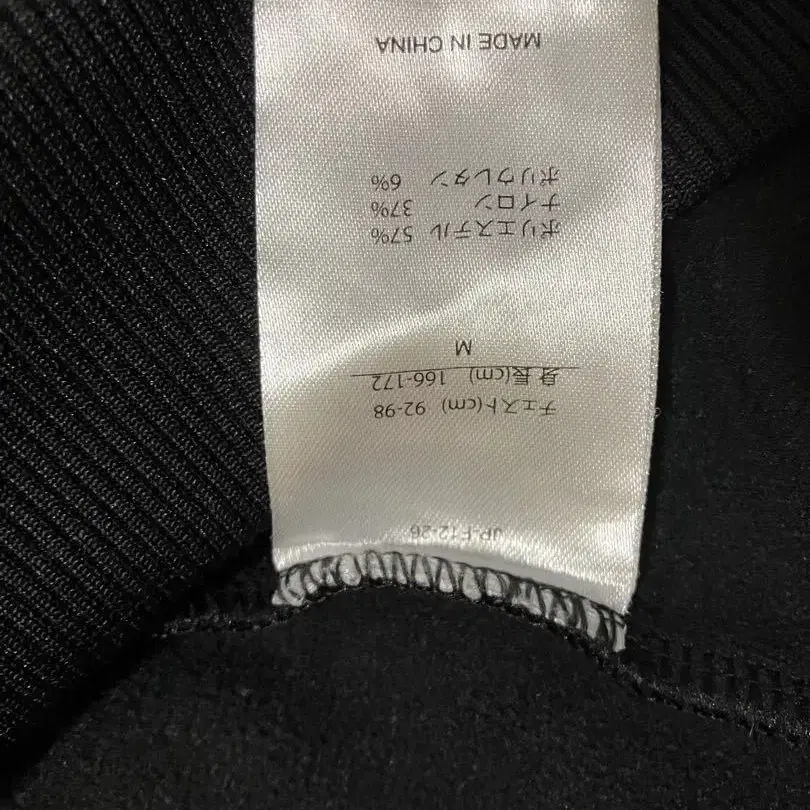 JP-F12-26
チェスト(cm) 92-98
身長(cm) 166-172
M
ポリエステル 57%
ナイロン 37%
ポリウレタン 6%
MADE IN CHINA